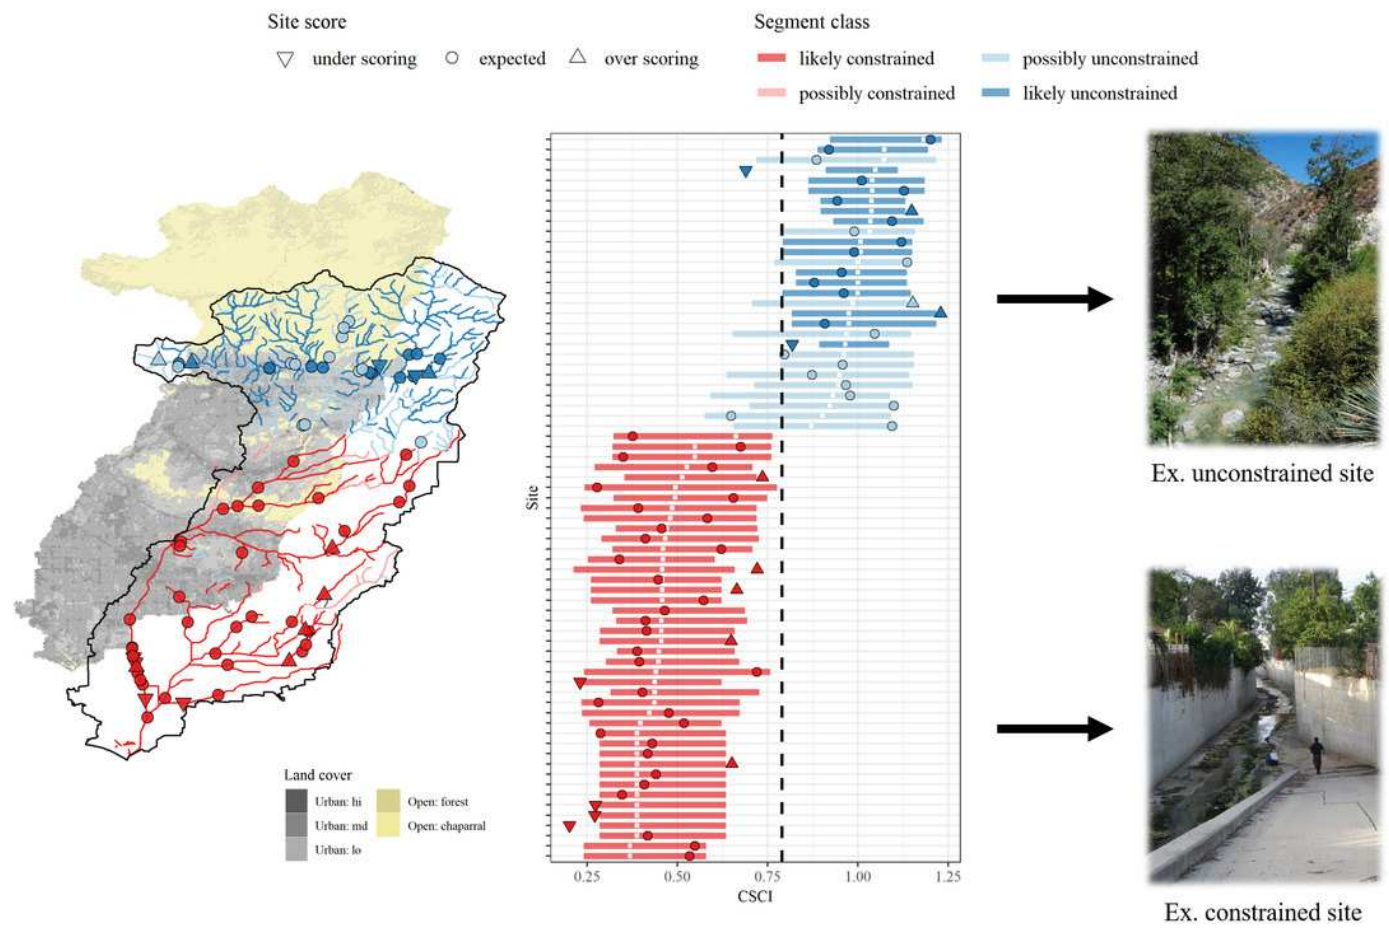 Site score
under scoring
expected
over scoring
Segment class
likely constrained
possibly unconstrained
possibly constrained
likely unconstrained
Ex. unconstrained site
Site
Land cover
Urban: hi
Open: forest
Urban: md
Open: chaparral
Urban: lo
0.25
0.50
0.75
1.00
1.25
CSCI
Ex. constrained site